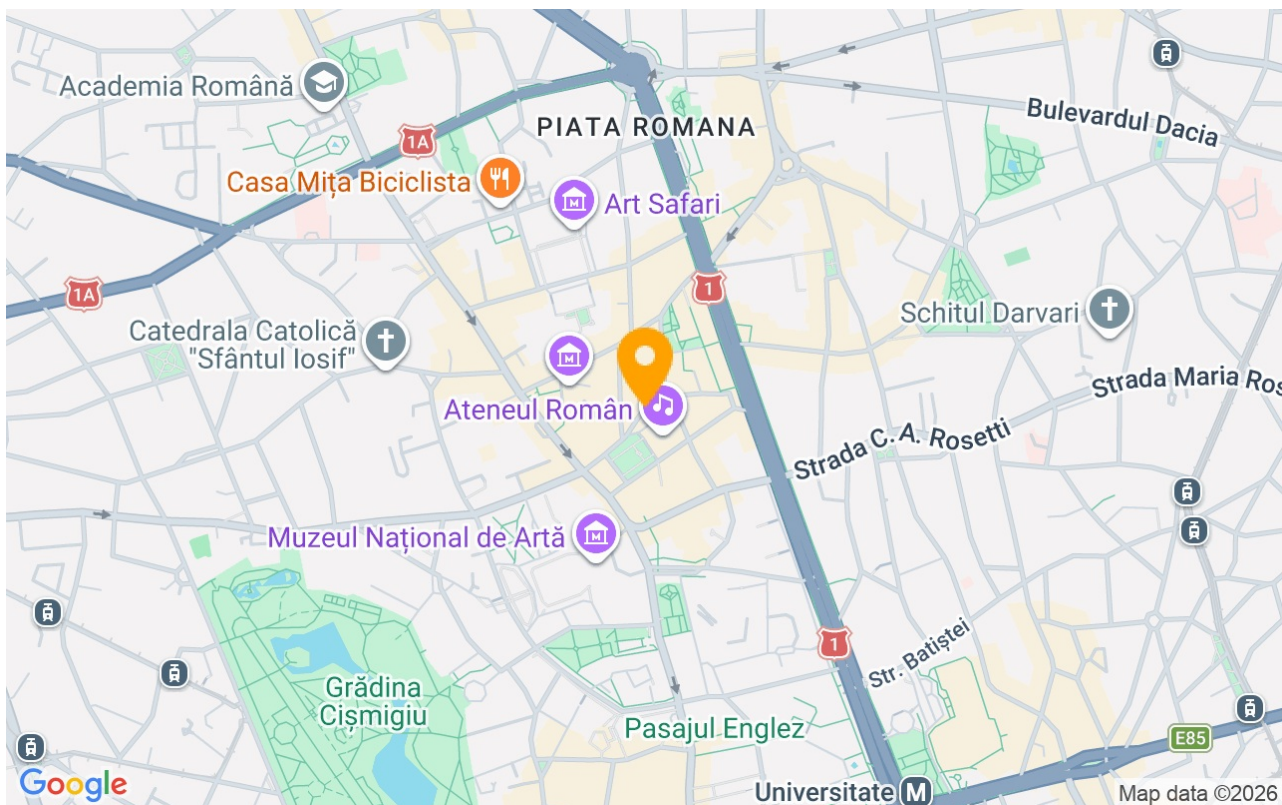 Academia Română
1A
PIATA ROMANA
Bulevardul Dacia
Casa Mița Biciclista
Art Safari
1A
1
Schitul Darvari
Catedrala Catolică
"Sfântul Iosif"
Strada Maria Ros
Ateneul Român
Strada C. A. Rosetti
Muzeul Național de Artă
1
Str. Batiștei
Grădina
Cișmigiu
Pasajul Englez
E85
Google
Universitate M
Map data ©2026